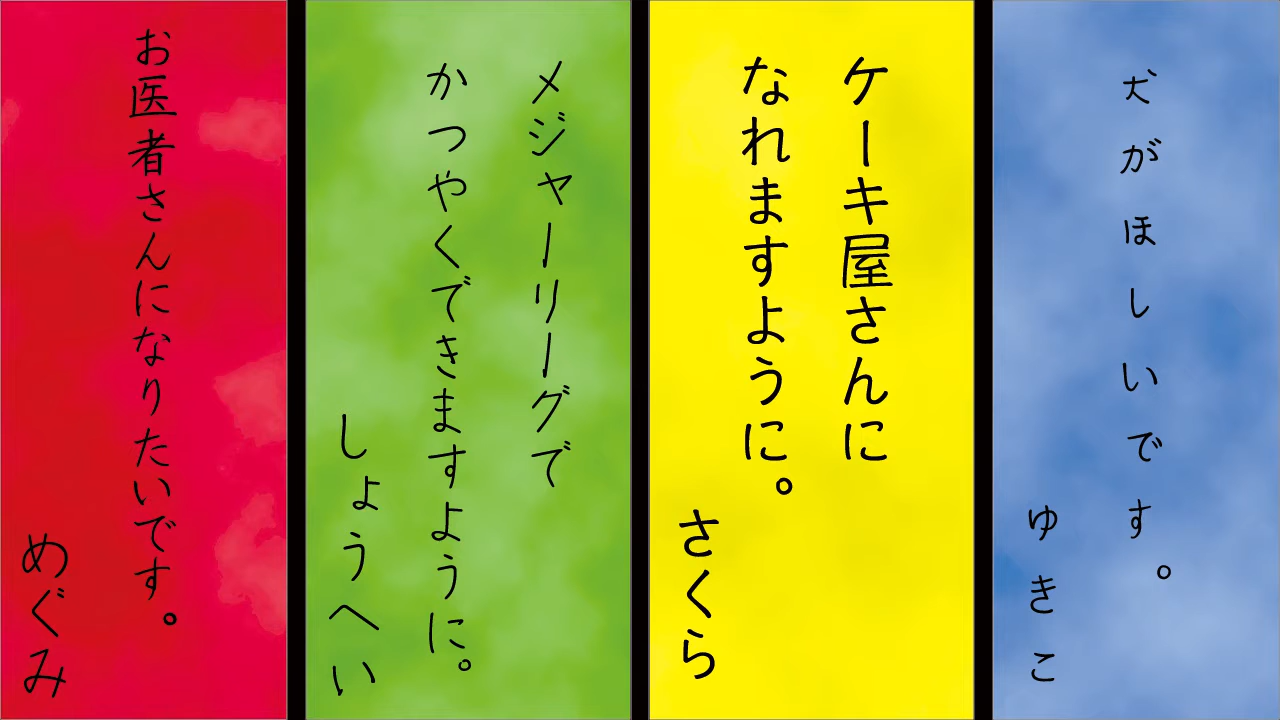 犬がほしいです。
ゆきこ
ケーキ屋さんに
なれますように。
さくら
メジャーリーグで
かつやくできますように。
しょうへい
お医者さんになりたいです。
めぐみ